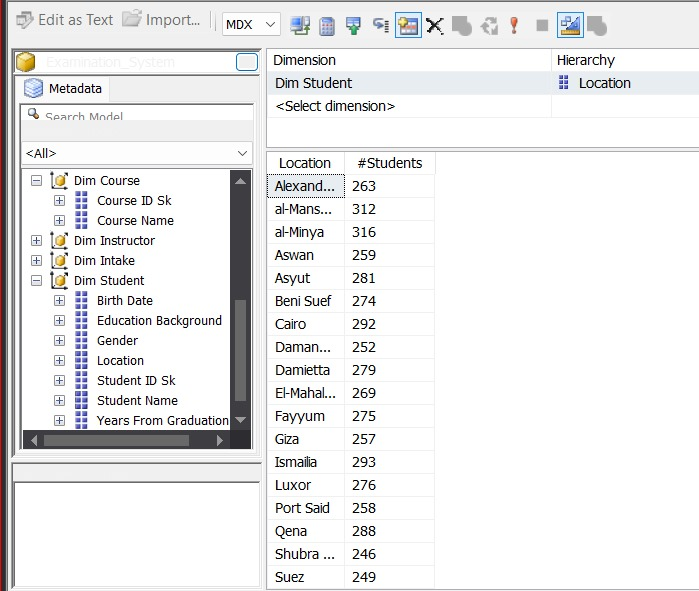 Edit as Text Import... MDX
Examination_System
Metadata
Search Model
<All>
Dim Course
Course ID Sk
Course Name
Dim Instructor
Dim Intake
Dim Student
Birth Date
Education Background
Gender
Location
Student ID Sk
Student Name
Years From Graduation
Dimension Hierarchy
Dim Student Location
<Select dimension>
Location #Students
Alexand... 263
al-Mans... 312
al-Minya 316
Aswan 259
Asyut 281
Beni Suef 274
Cairo 292
Daman... 252
Damietta 279
El-Mahal... 269
Fayyum 275
Giza 257
Ismailia 293
Luxor 276
Port Said 258
Qena 288
Shubra ... 246
Suez 249